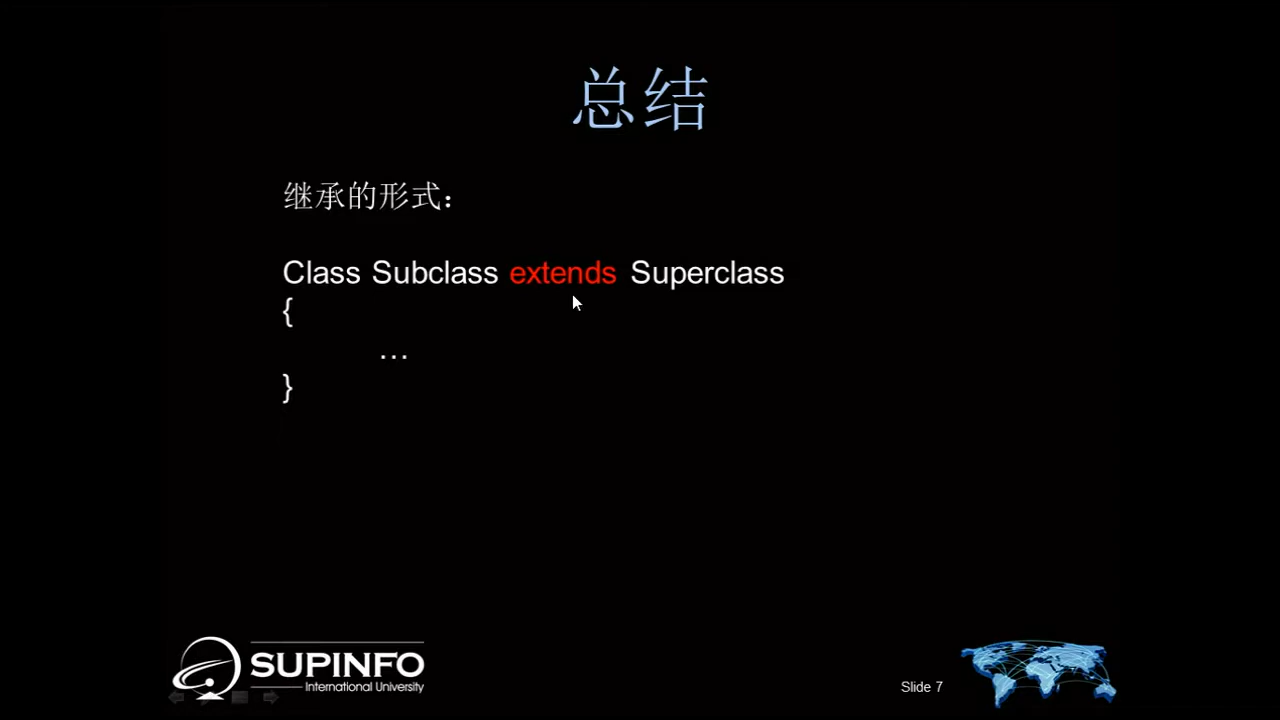 总结
继承的形式：
Class Subclass extends Superclass
{
…
}
SUPINFO
International University
Slide 7